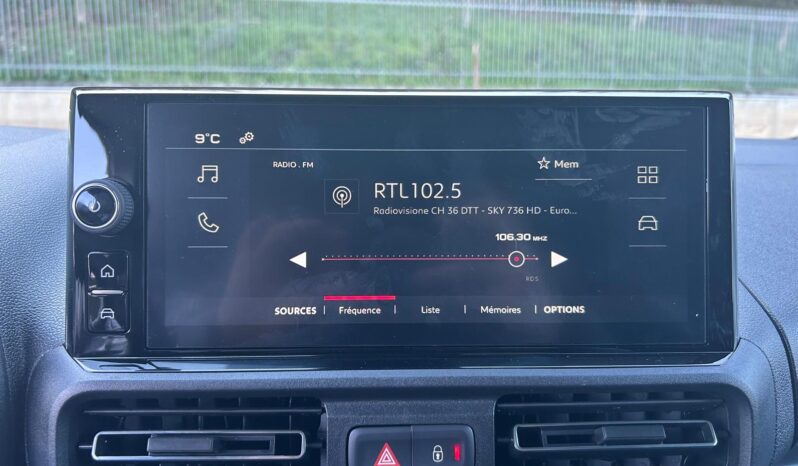 9°C
RADIO . FM
Mem
RTL102.5
Radiovisione CH 36 DTT - SKY 736 HD - Euro...
106.30 MHZ
RDS
SOURCES Fréquence Liste Mémoires OPTIONS